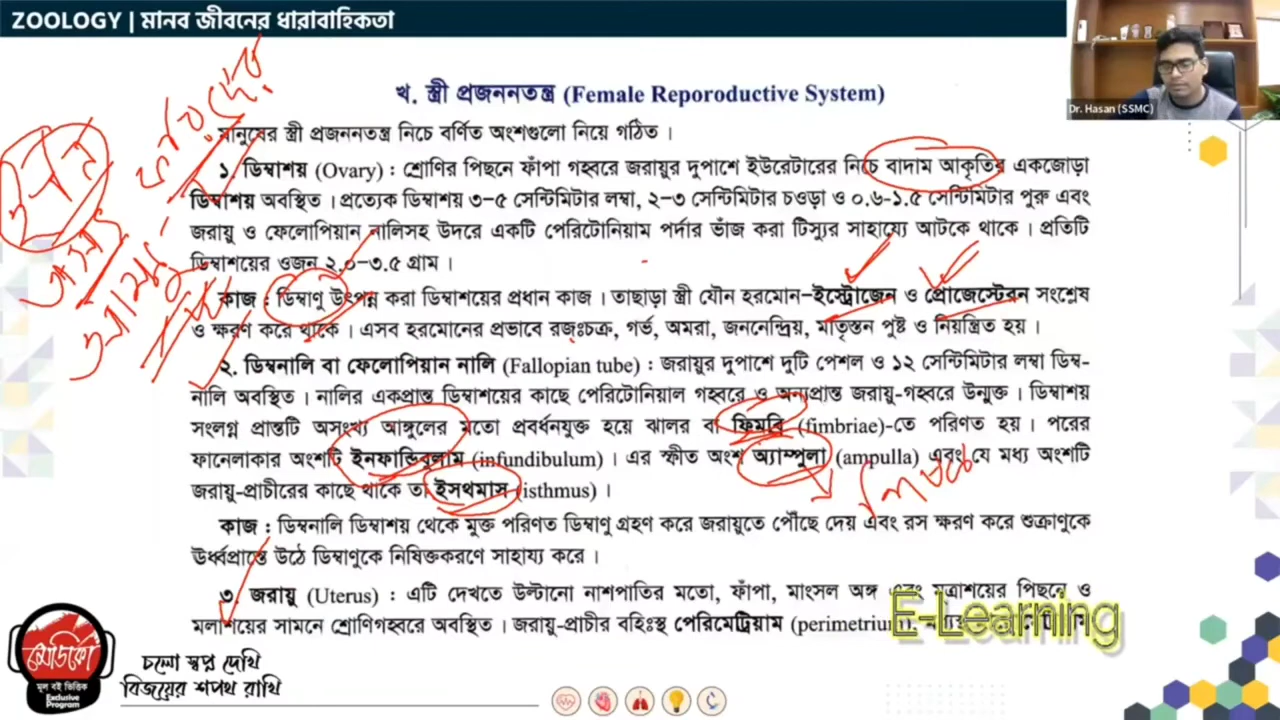 ZOOLOGY | মানব জীবনের ধারাবাহিকতা
Dr. Hasan (SSMC)
খ. স্ত্রী প্রজননতন্ত্র (Female Reporoductive System)
মানুষের স্ত্রী প্রজননতন্ত্র নিচে বর্ণিত অংশগুলো নিয়ে গঠিত।
১. ডিম্বাশয় (Ovary) : শ্রোণির পিছনে ফাঁপা গহ্বরে জরায়ুর দুপাশে ইউরেটারের নিচে বাদাম আকৃতির একজোড়া
ডিম্বাশয় অবস্থিত। প্রত্যেক ডিম্বাশয় ৩-৫ সেন্টিমিটার লম্বা, ২-৩ সেন্টিমিটার চওড়া ও ০.৬-১.৫ সেন্টিমিটার পুরু এবং
জরায়ু ও ফেলোপিয়ান নালিসহ উদরে একটি পেরিটোনিয়াম পর্দার ভাঁজ করা টিস্যুর সাহায্যে আটকে থাকে। প্রতিটি
ডিম্বাশয়ের ওজন ২.০-৩.৫ গ্রাম।
কাজ : ডিম্বাণু উৎপন্ন করা ডিম্বাশয়ের প্রধান কাজ। তাছাড়া স্ত্রী যৌন হরমোন-ইস্ট্রোজেন ও প্রোজেস্টেরন সংশ্লেষ
ও ক্ষরণ করে থাকে। এসব হরমোনের প্রভাবে রজঃচক্র, গর্ভ, অমরা, জননেন্দ্রিয়, মাতৃস্তন পুষ্ট ও নিয়ন্ত্রিত হয়।
২. ডিম্বনালি বা ফেলোপিয়ান নালি (Fallopian tube) : জরায়ুর দুপাশে দুটি পেশল ও ১২ সেন্টিমিটার লম্বা ডিম্ব-
নালি অবস্থিত। নালির একপ্রান্ত ডিম্বাশয়ের কাছে পেরিটোনিয়াল গহ্বরে ও অন্যপ্রান্ত জরায়ু-গহ্বরে উন্মুক্ত। ডিম্বাশয়
সংলগ্ন প্রান্তটি অসংখ্য আঙ্গুলের মতো প্রবর্ধনযুক্ত হয়ে ঝালর বা ফিমব্রি (fimbriae)-তে পরিণত হয়। পরের
ফানেলাকার অংশটি ইনফান্ডিবুলাম (infundibulum)। এর স্ফীত অংশ অ্যাম্পুলা (ampulla) এবং যে মধ্য অংশটি
জরায়ু-প্রাচীরের কাছে থাকে তা ইসথমাস (isthmus)।
কাজ : ডিম্বনালি ডিম্বাশয় থেকে মুক্ত পরিণত ডিম্বাণু গ্রহণ করে জরায়ুতে পৌঁছে দেয় এবং রস ক্ষরণ করে শুক্রাণুকে
ঊর্ধ্বপ্রান্তে উঠে ডিম্বাণুকে নিষিক্তকরণে সাহায্য করে।
৩. জরায়ু (Uterus) : এটি দেখতে উল্টানো নাশপাতির মতো, ফাঁপা, মাংসল অঙ্গ এবং মূত্রাশয়ের পিছনে ও
মলাশয়ের সামনে শ্রোণিগহ্বরে অবস্থিত। জরায়ু-প্রাচীর বহিঃস্থ পেরিমেট্রিয়াম (perimetrium),
E-Learning
মূল বই ভিত্তিক
Exclusive
Program
চলো স্বপ্ন দেখি
বিজয়ের শপথ রাখি